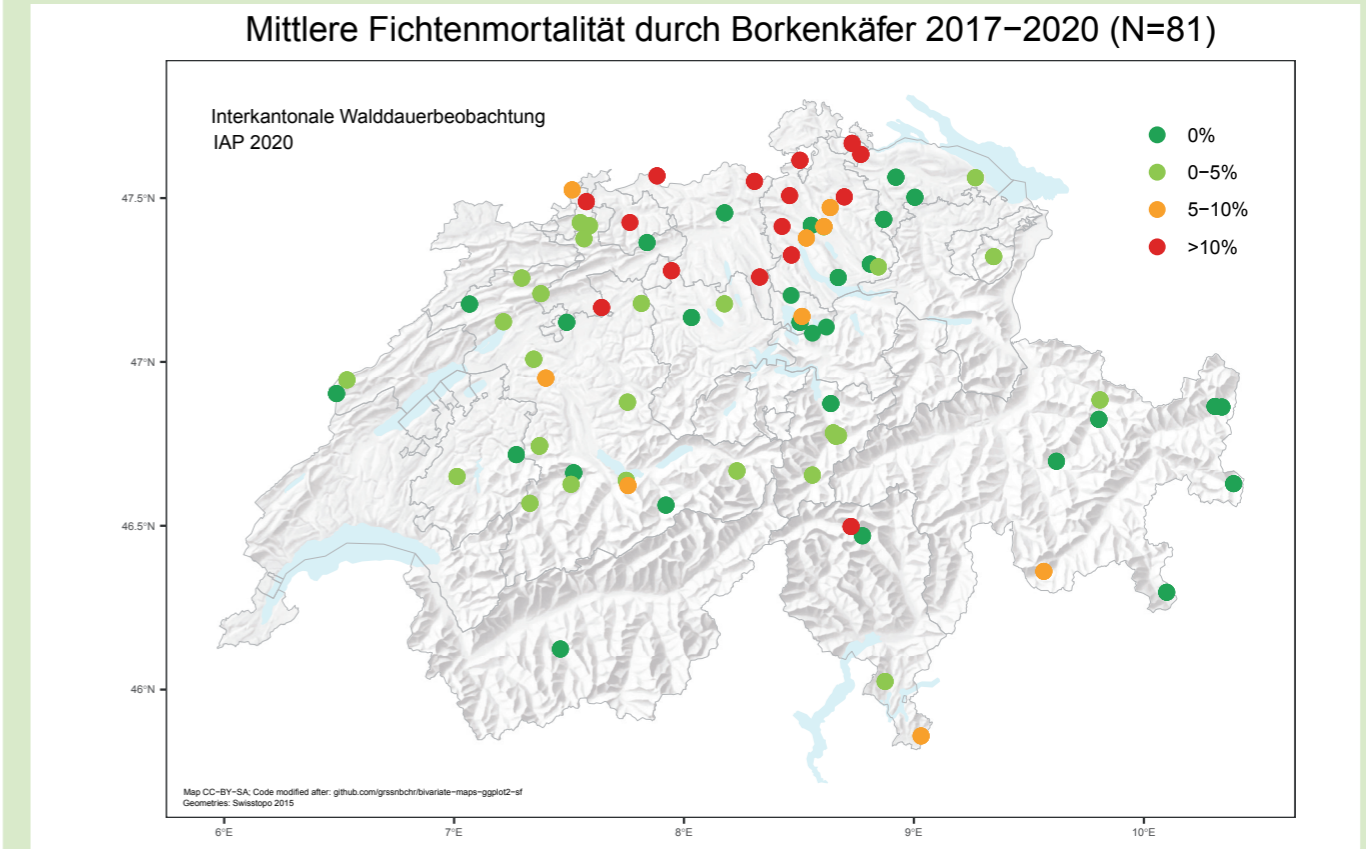 Mittlere Fichtenmortalität durch Borkenkäfer 2017−2020 (N=81)
Interkantonale Walddauerbeobachtung
IAP 2020
0%
0−5%
5−10%
>10%
47.5°N
47°N
46.5°N
46°N
Map CC−BY−SA; Code modified after: github.com/grssnbchr/bivariate−maps−ggplot2−sf
Geometries: Swisstopo 2015
6°E 7°E 8°E 9°E 10°E